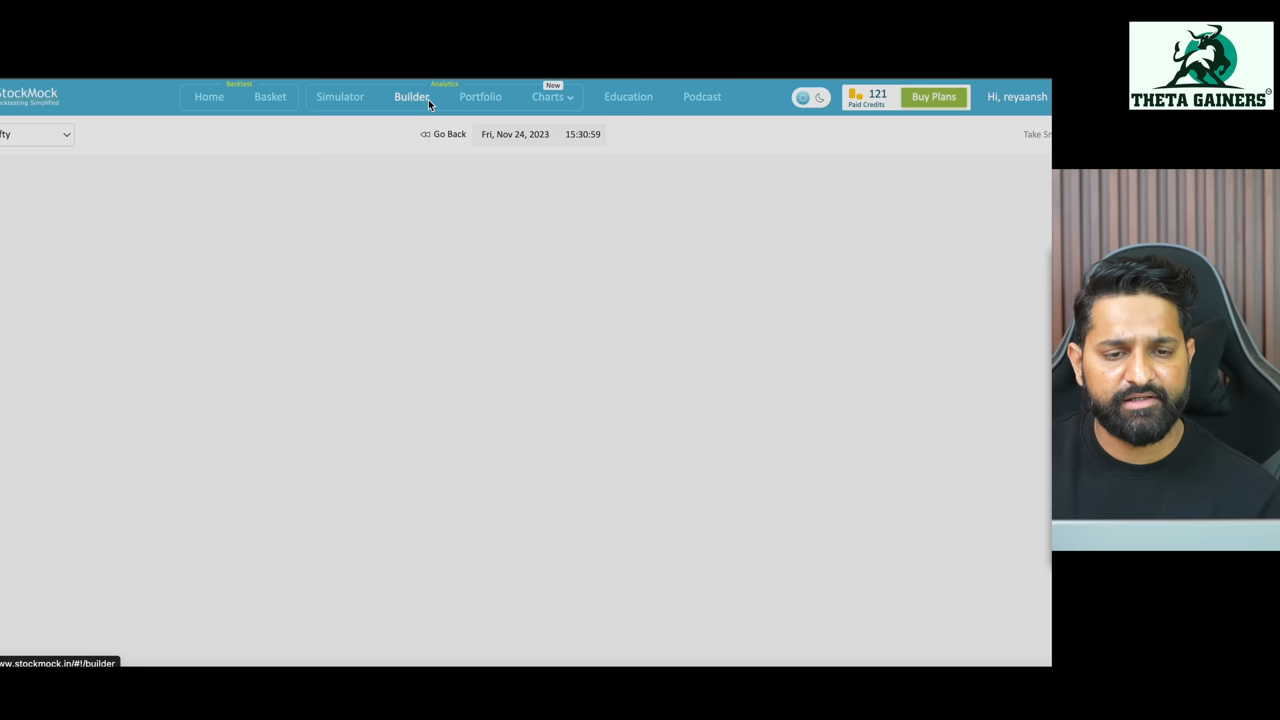 StockMock
cktesting Simplified
Backtest
Home
Basket
Simulator
Builder
Analytics
Portfolio
New
Charts
Education
Podcast
121
Paid Credits
Buy Plans
Hi, reyaansh
fty
Go Back
Fri, Nov 24, 2023
15:30:59
Take Sn
THETA GAINERS
ww.stockmock.in/#!/builder